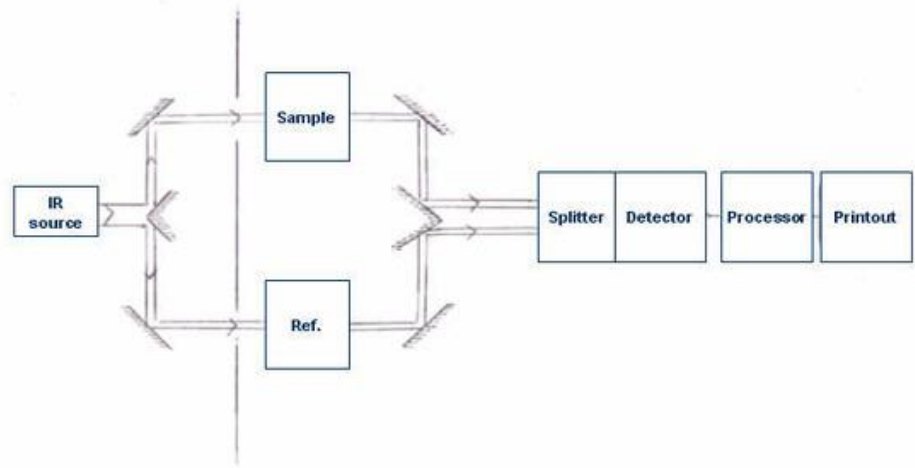 Sample
IR
source
Splitter
Detector
Processor
Printout
Ref.